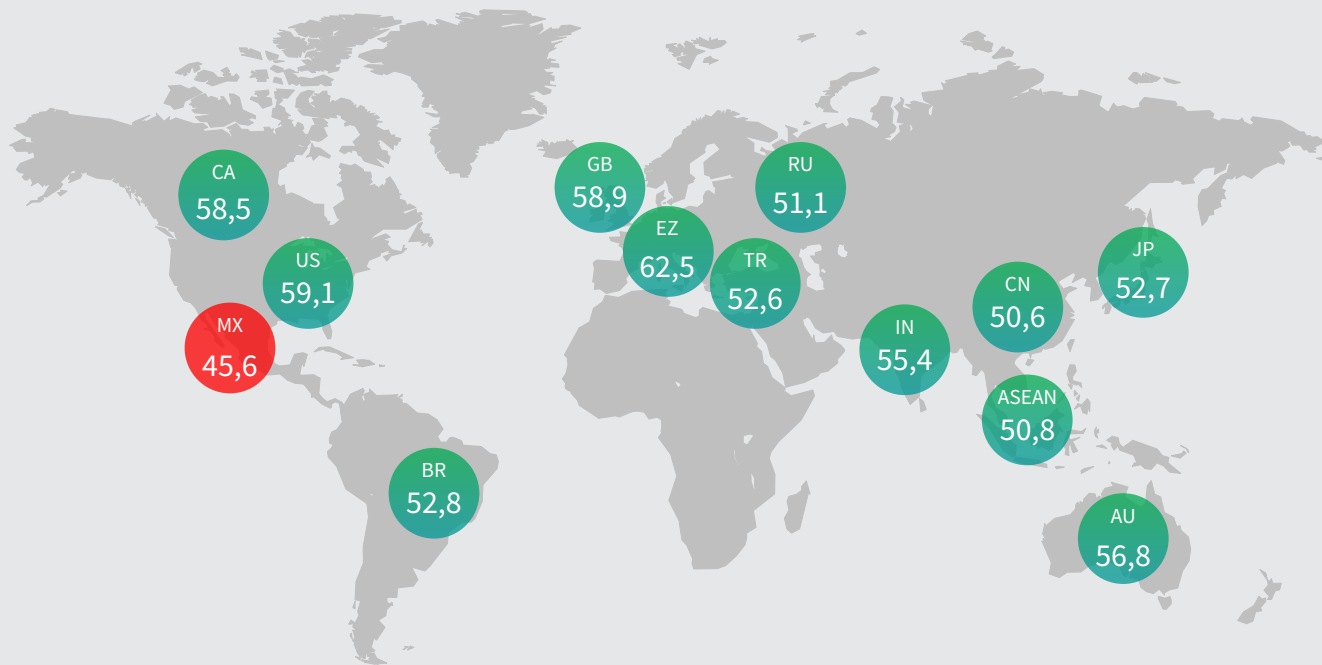 CA
58,5
US
59,1
MX
45,6
BR
52,8
GB
58,9
EZ
62,5
RU
51,1
TR
52,6
IN
55,4
CN
50,6
JP
52,7
ASEAN
50,8
AU
56,8